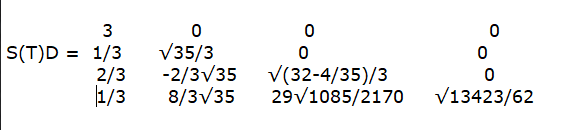 3 0 0 0
S(T)D = 1/3 √35/3 0 0
2/3 -2/3√35 √(32-4/35)/3 0
1/3 8/3√35 29√1085/2170 √13423/62